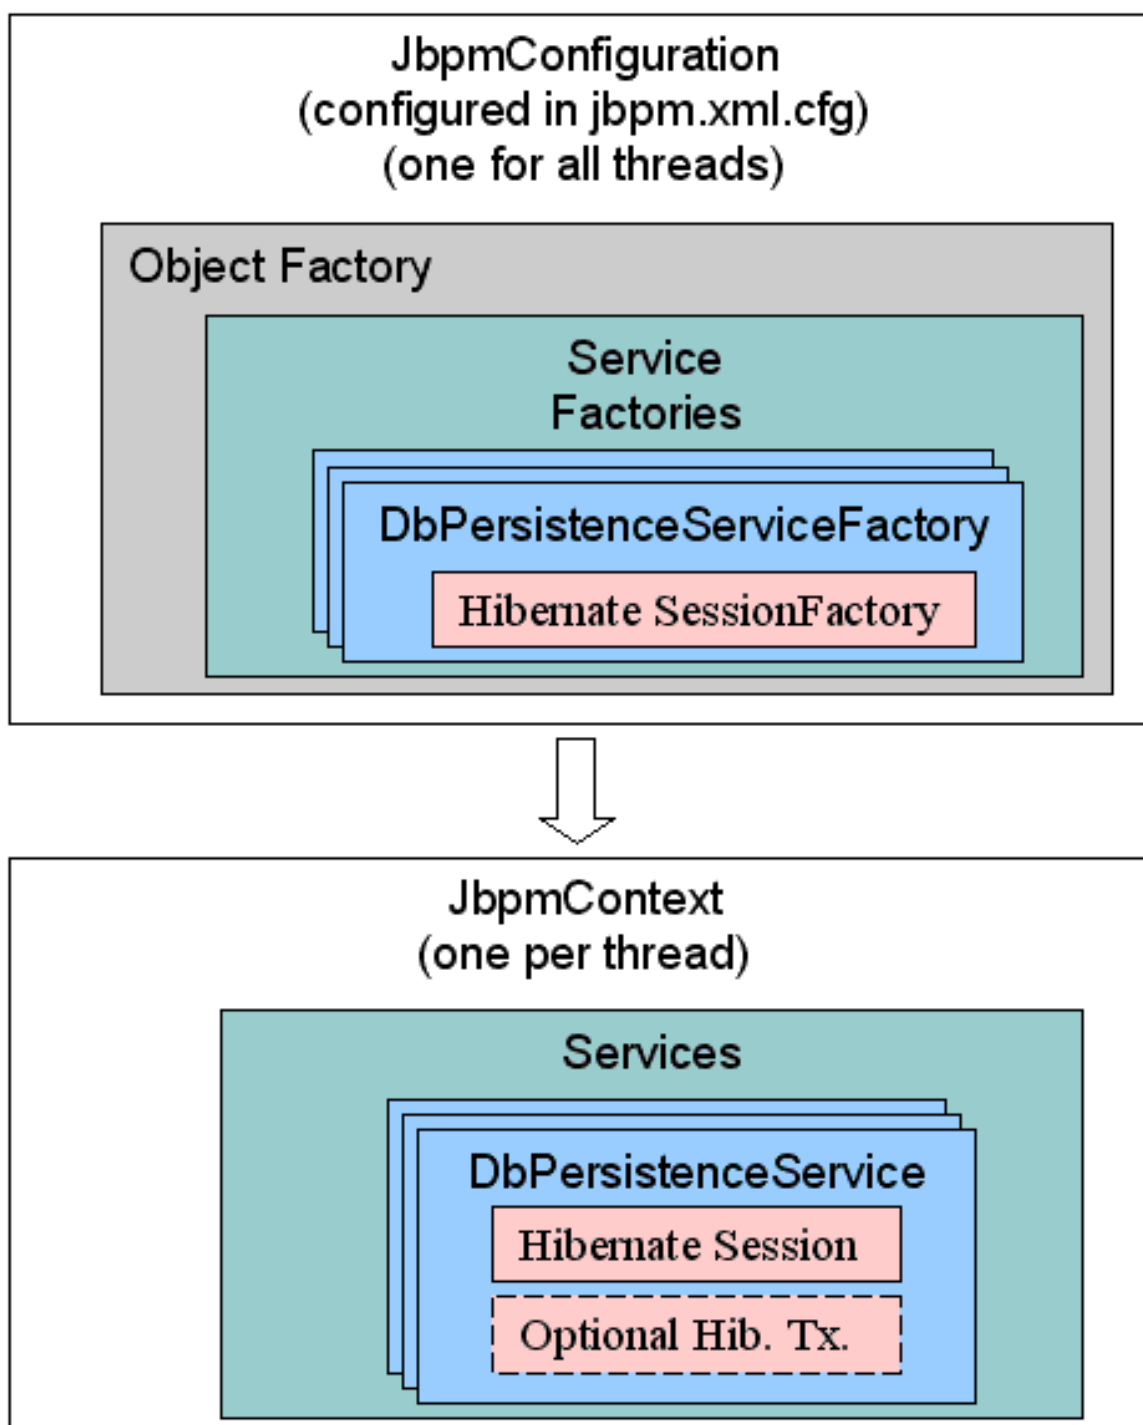 JbpmConfiguration
(configured in jbpm.xml.cfg)
(one for all threads)
Object Factory
Service
Factories
DbPersistenceServiceFactory
Hibernate SessionFactory
JbpmContext
(one per thread)
Services
DbPersistenceService
Hibernate Session
Optional Hib. Tx.